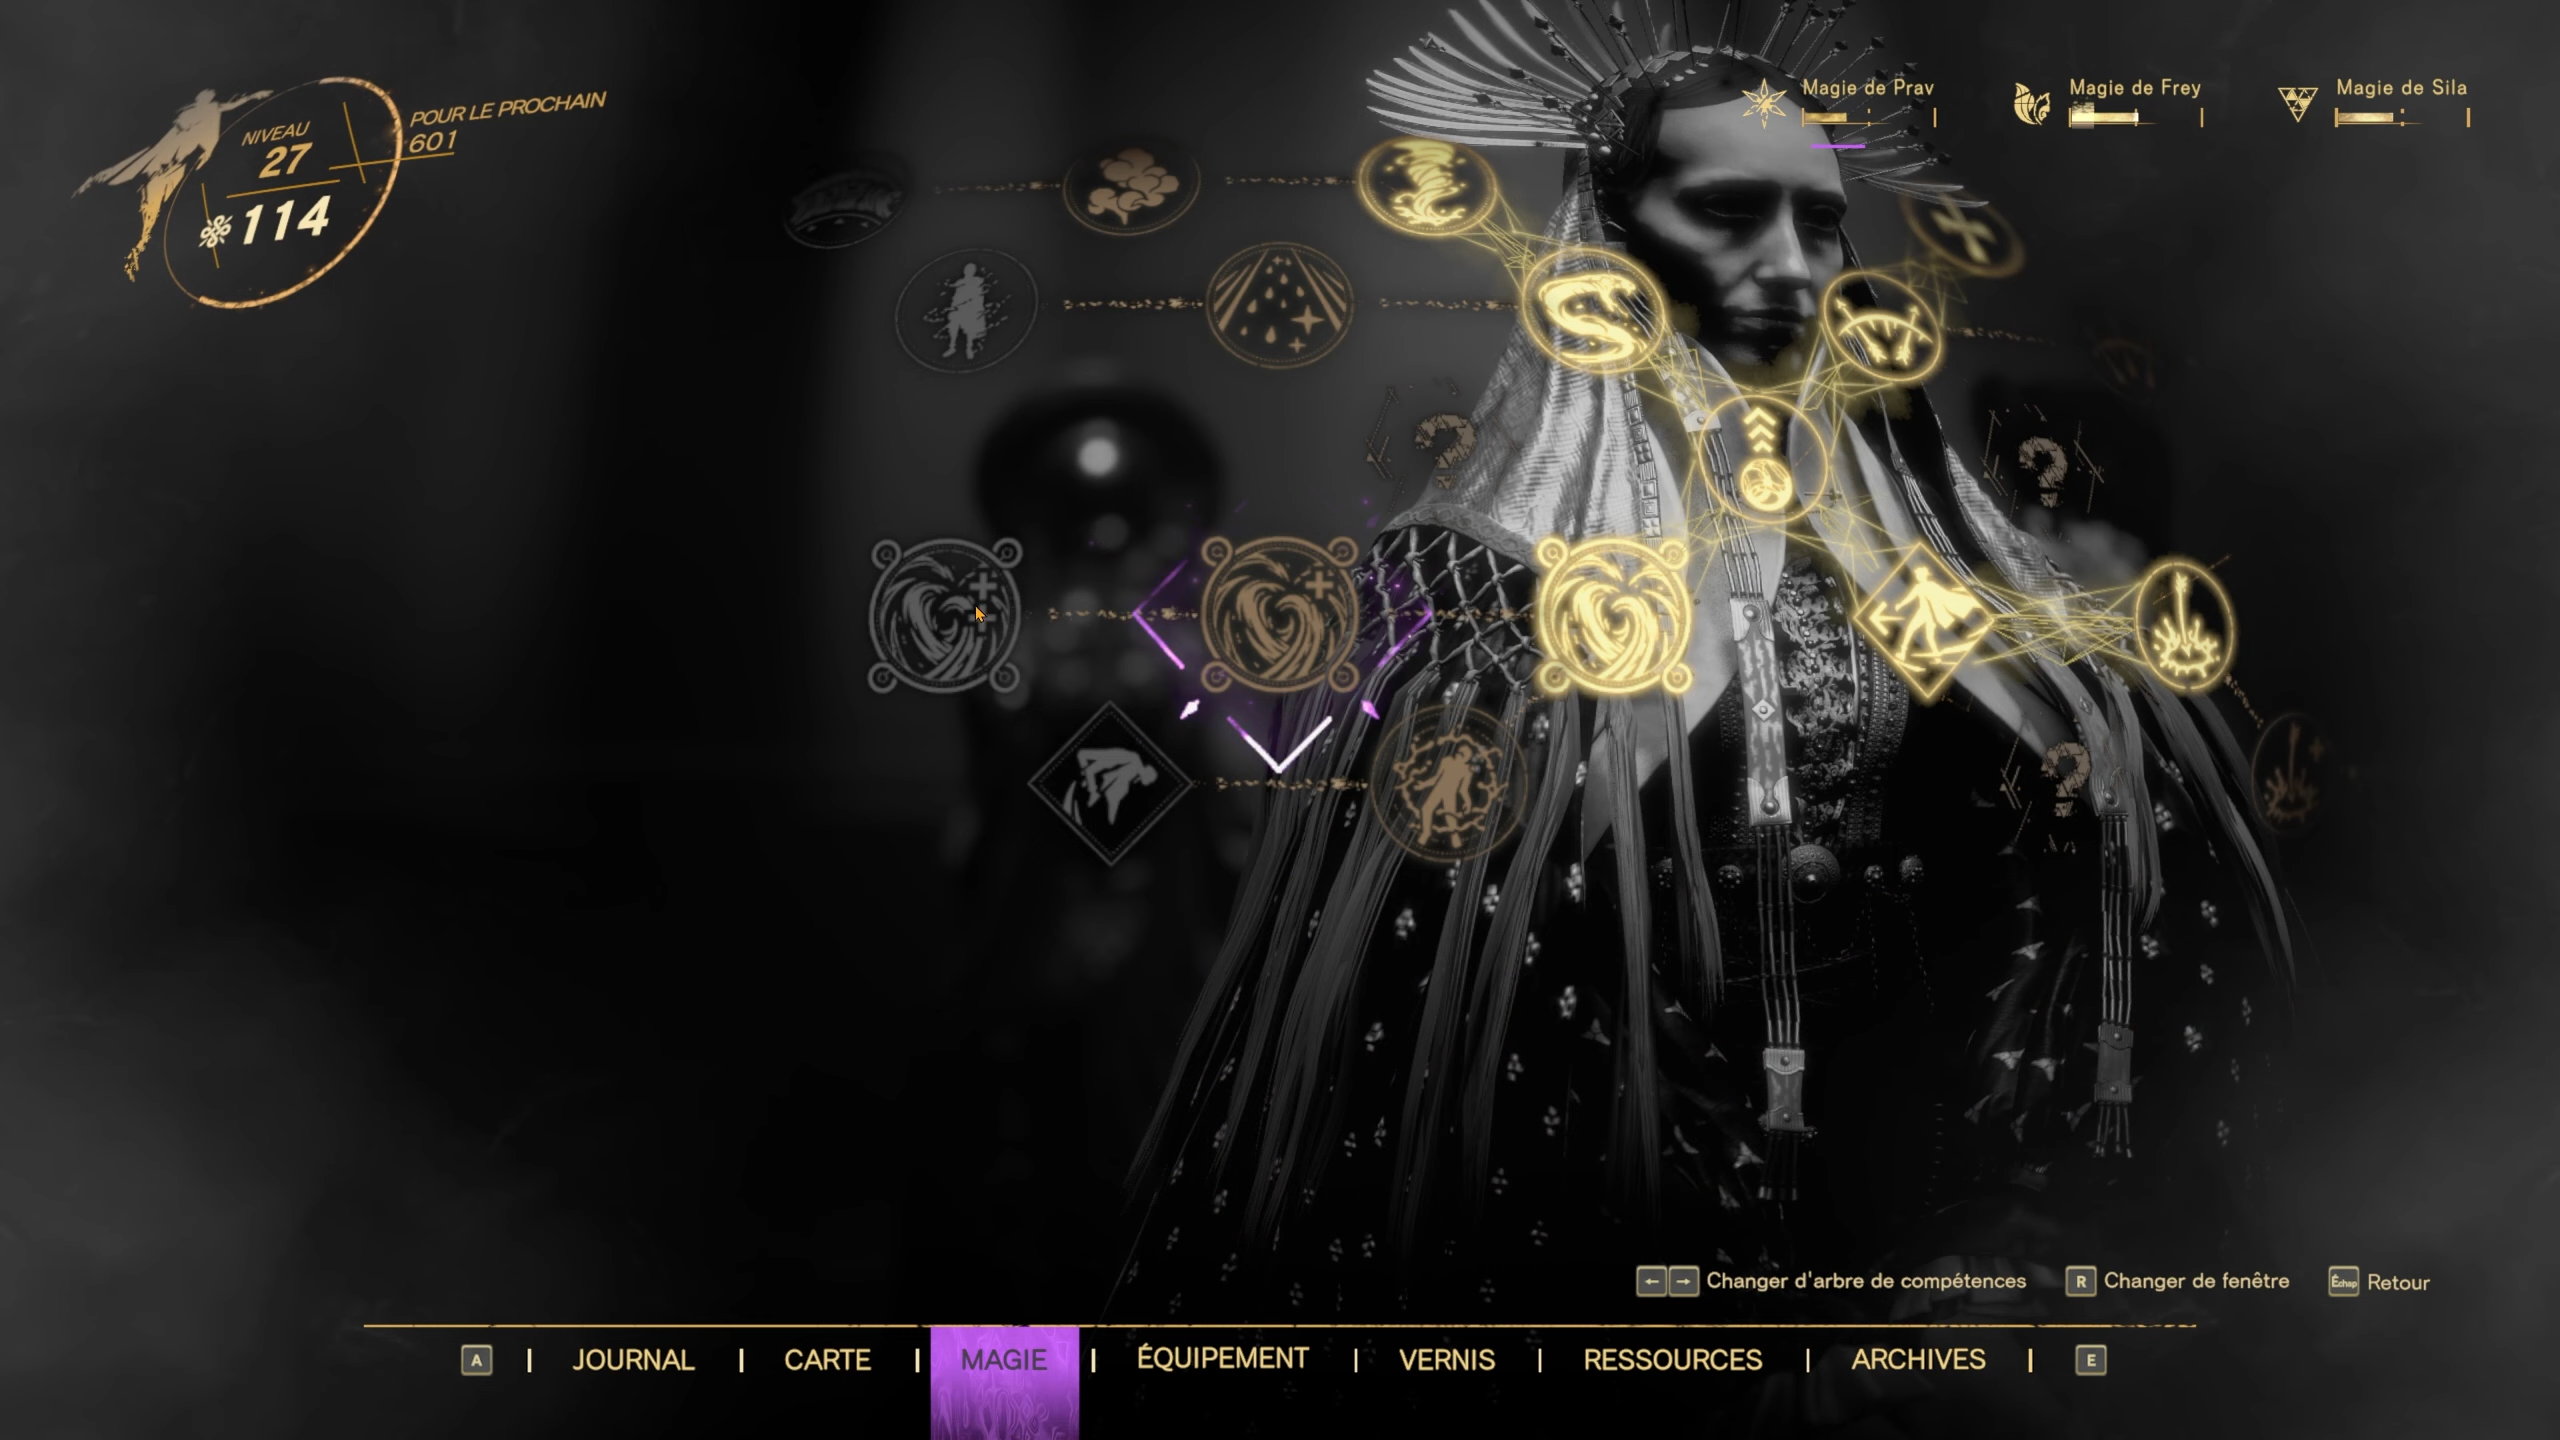 NIVEAU
27
114
POUR LE PROCHAIN
601
Magie de Prav
Magie de Frey
Magie de Sila
?
?
?
← → Changer d'arbre de compétences
R Changer de fenêtre
Échap Retour
A | JOURNAL | CARTE | MAGIE | ÉQUIPEMENT | VERNIS | RESSOURCES | ARCHIVES | E